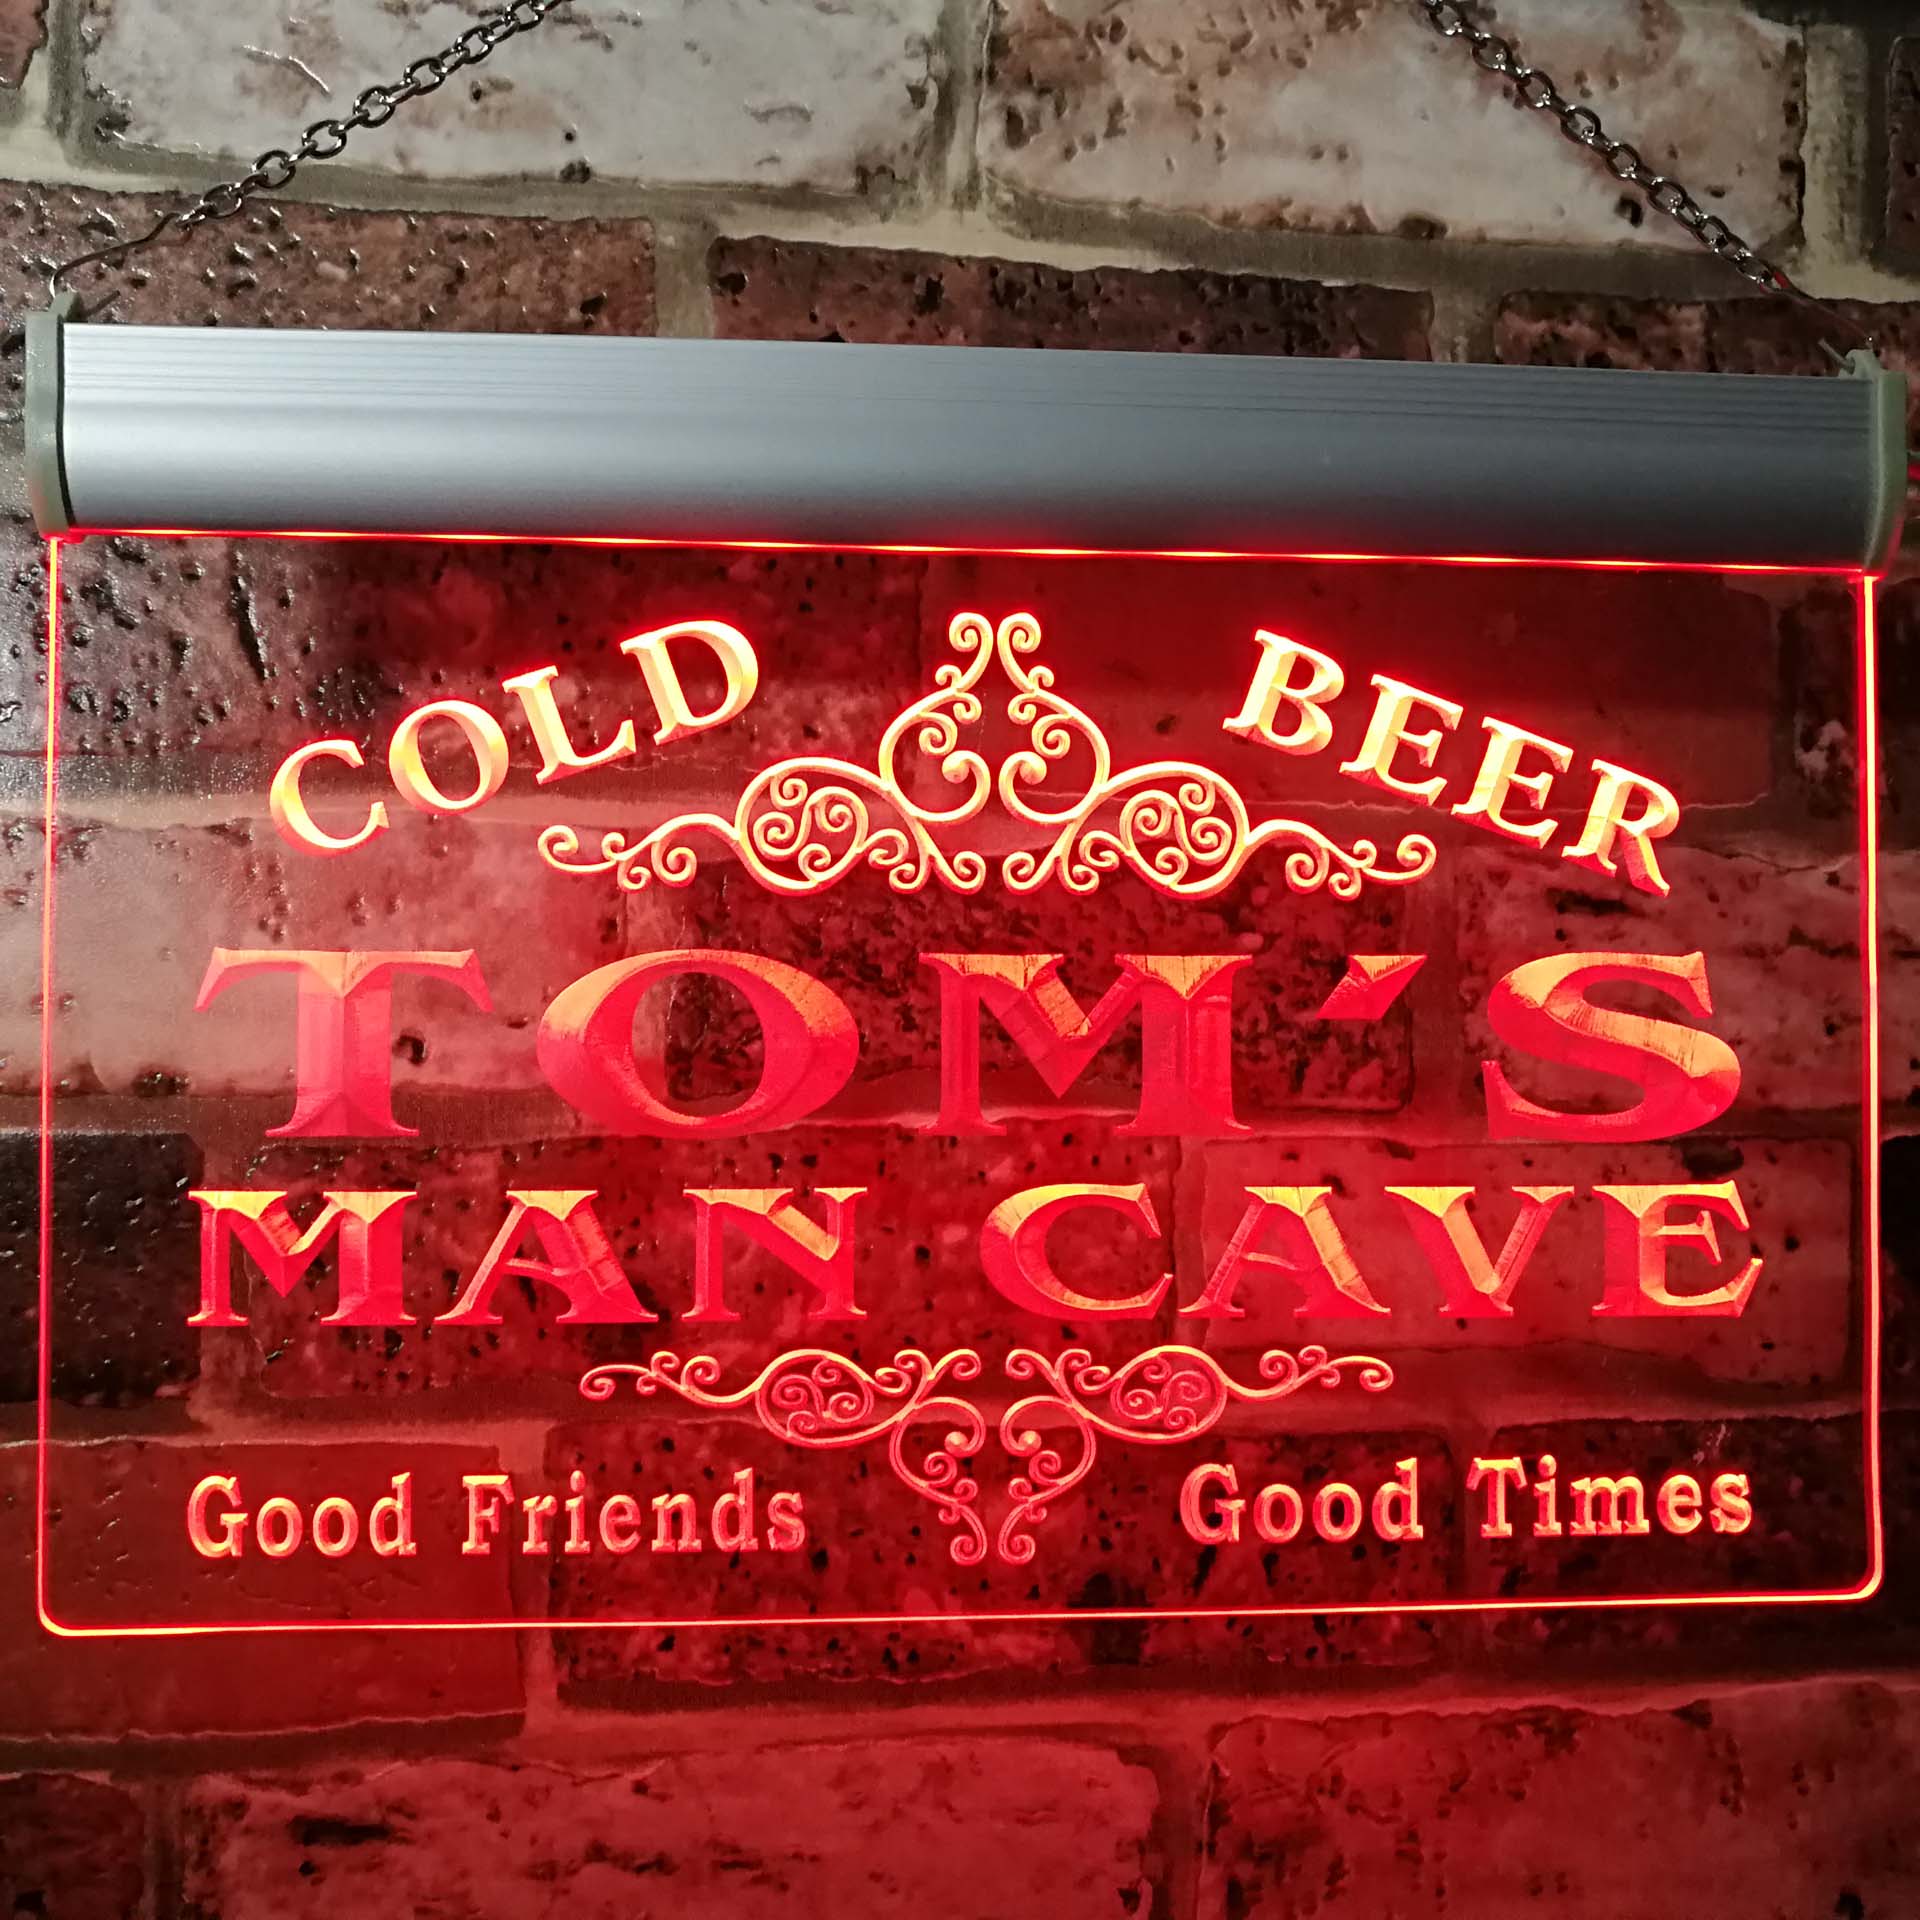 COLD BEER
TOM'S
MAN CAVE
Good Friends Good Times